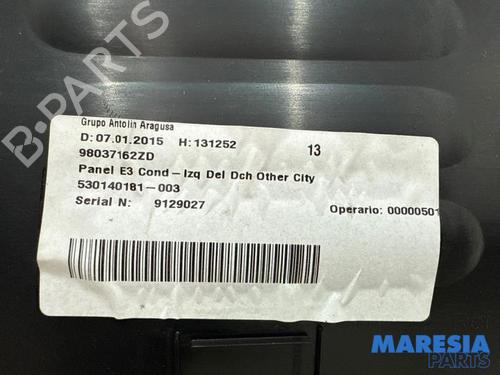 Grupo Antolin Aragusa
D: 07.01.2015 H: 131252 13
98037162ZD
Panel E3 Cond-Izq Del Dch Other City
530140181-003
Serial N: 9129027 Operario: 00000501
B-PARTS
MARESIA
PARTS